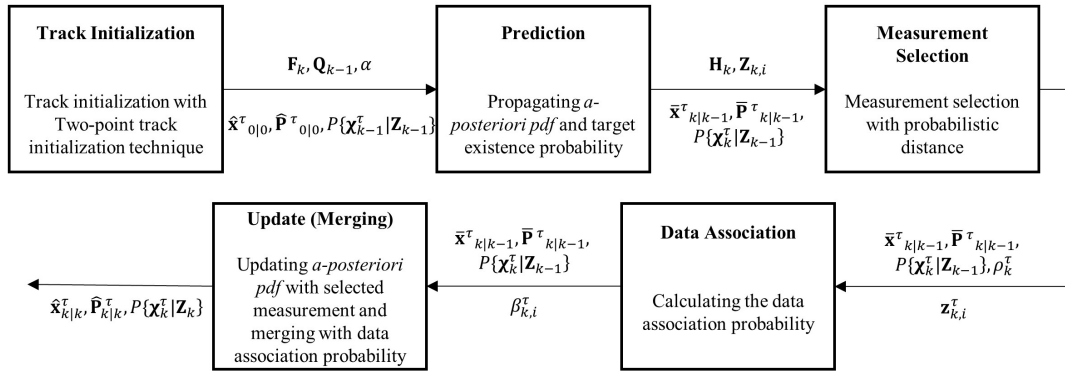 Track Initialization
Track initialization with
Two-point track
initialization technique
𝐅ₖ, 𝐐ₖ₋₁, α
x̂^τ_{0|0}, P̂^τ_{0|0}, P{χ^τ_{k−1}|Z_{k−1}}
Prediction
Propagating a-
posteriori pdf and target
existence probability
H_k, Z_{k,i}
x̄^τ_{k|k−1}, P̄^τ_{k|k−1},
P{χ^τ_k|Z_{k−1}}
Measurement
Selection
Measurement selection
with probabilistic
distance
x̄^τ_{k|k−1}, P̄^τ_{k|k−1},
P{χ^τ_k|Z_{k−1}}, ρ^τ_k
z^τ_{k,i}
Data Association
Calculating the data
association probability
x̄^τ_{k|k−1}, P̄^τ_{k|k−1},
P{χ^τ_k|Z_{k−1}}
β^τ_{k,i}
Update (Merging)
Updating a-posteriori
pdf with selected
measurement and
merging with data
association probability
x̂^τ_{k|k}, P̂^τ_{k|k}, P{χ^τ_k|Z_k}